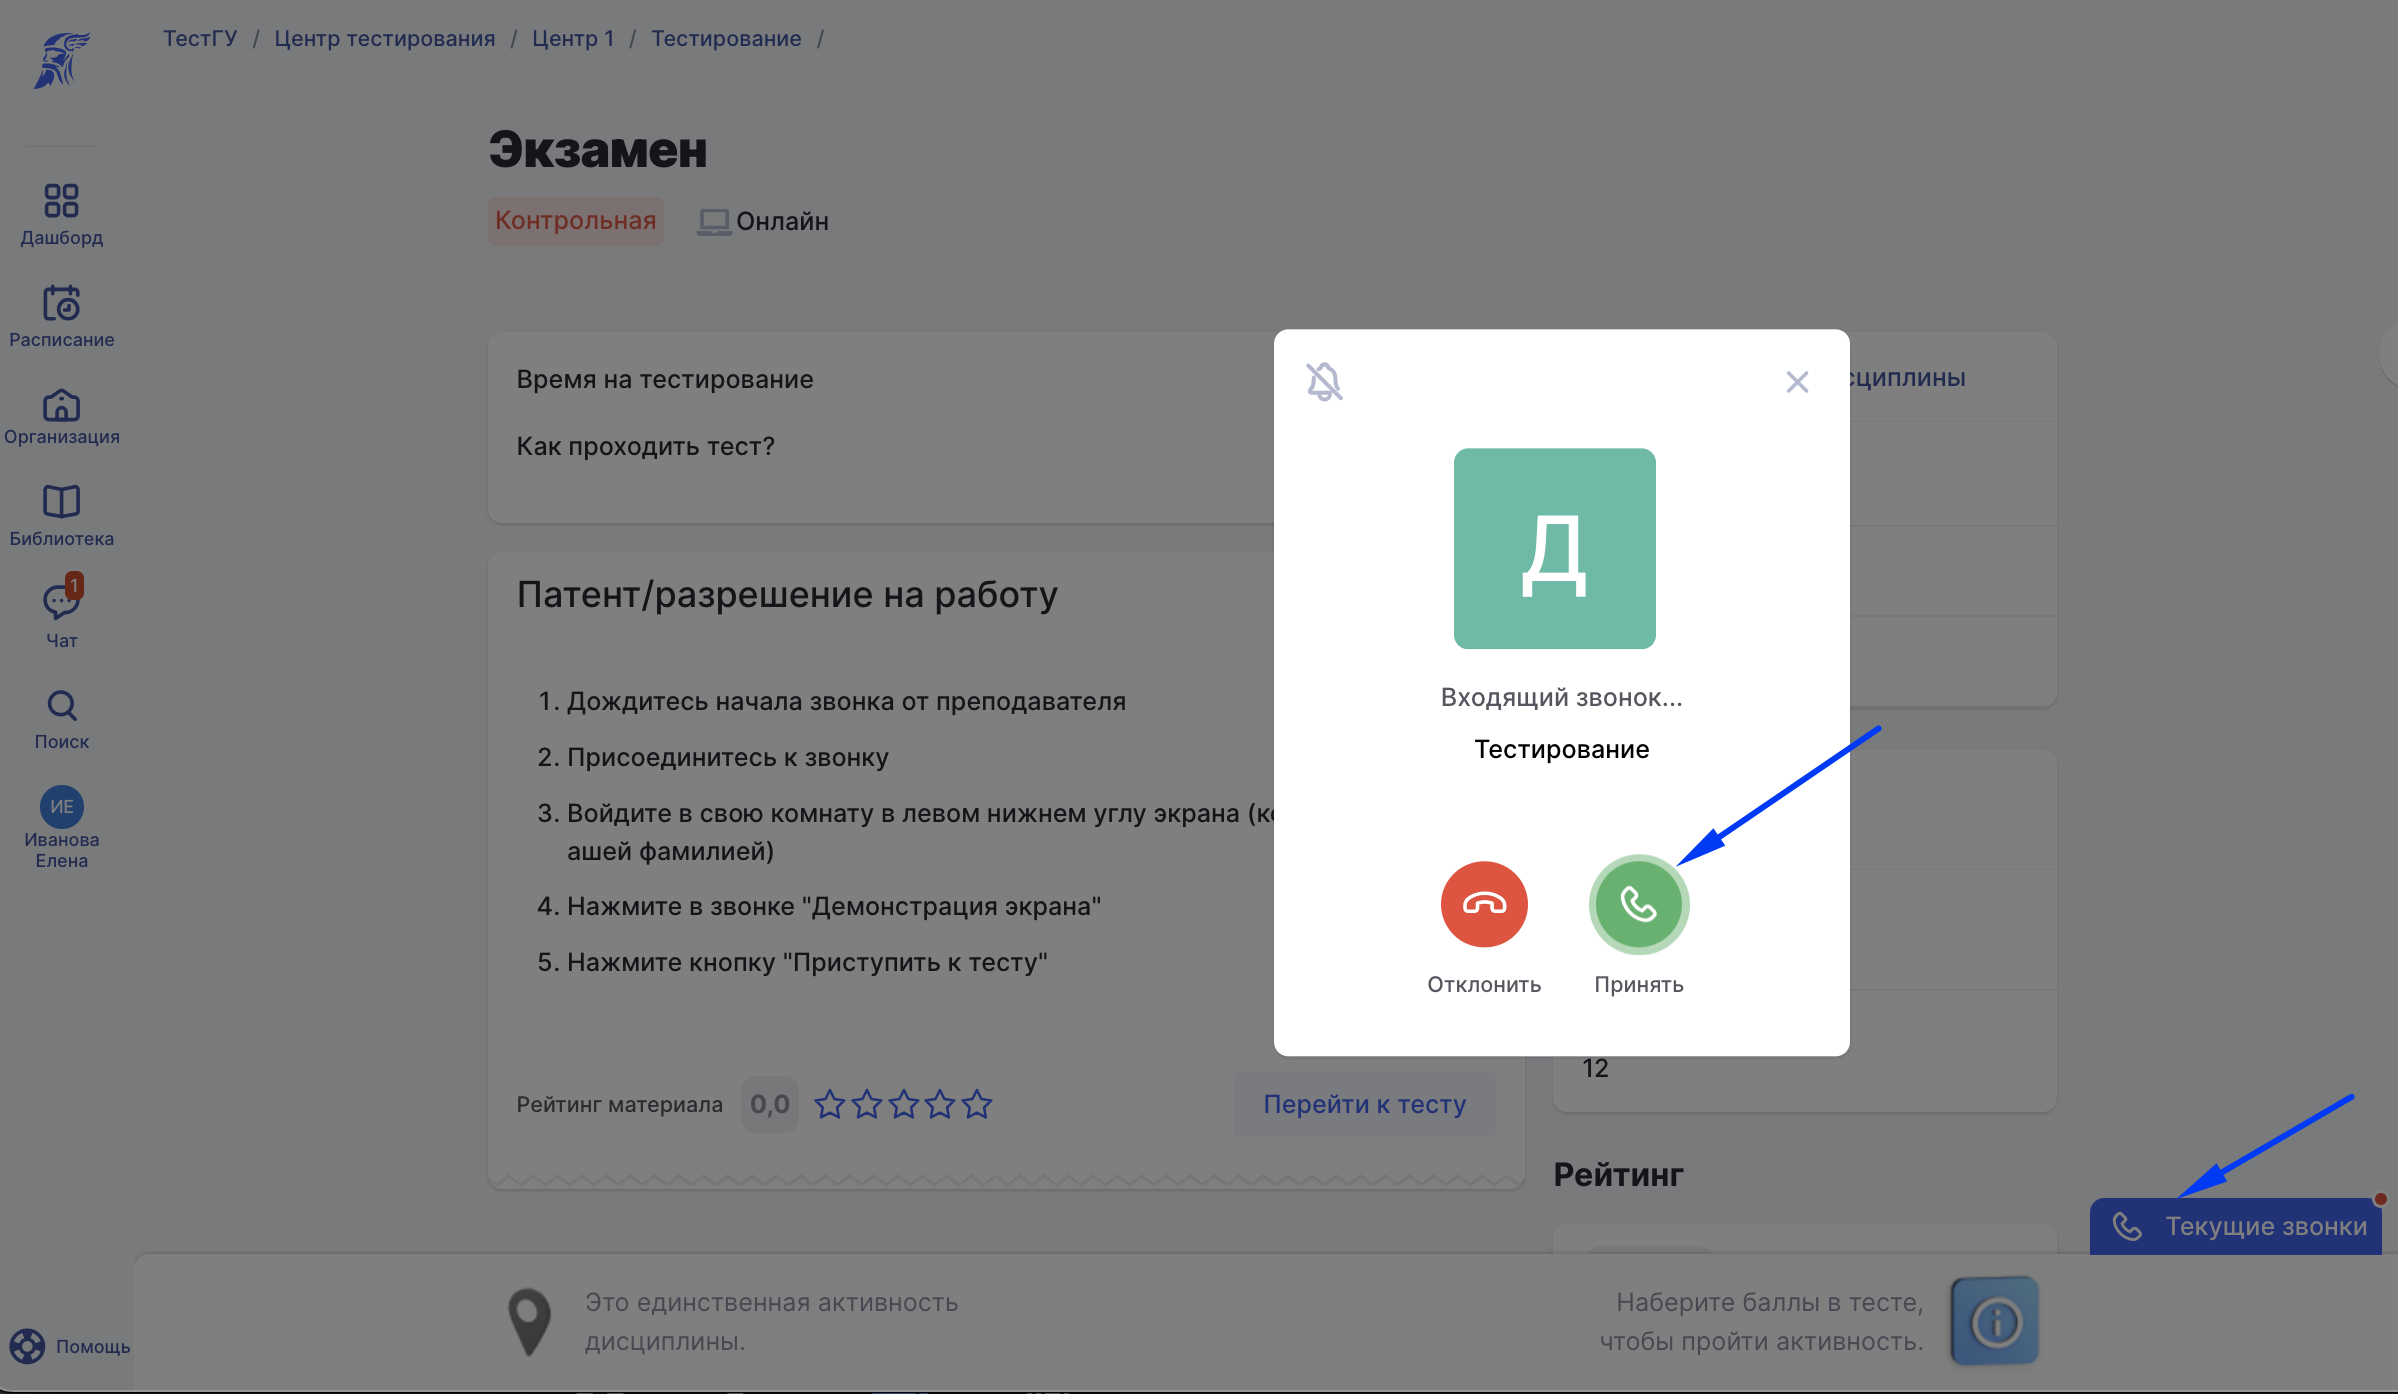 ТестГУ / Центр тестирования / Центр 1 / Тестирование /
Экзамен
Контрольная Онлайн
Дашборд
Расписание
Организация
Библиотека
1
Чат
Поиск
ИЕ
Иванова
Елена
Помощь
Время на тестирование
Как проходить тест?
Патент/разрешение на работу
1. Дождитесь начала звонка от преподавателя
2. Присоединитесь к звонку
3. Войдите в свою комнату в левом нижнем углу экрана
ашей фамилией)
4. Нажмите в звонке "Демонстрация экрана"
5. Нажмите кнопку "Приступить к тесту"
Рейтинг материала 0,0
Перейти к тесту
Д
Входящий звонок...
Тестирование
Отклонить Принять
сциплины
12
Рейтинг
Текущие звонки
Это единственная активность
дисциплины.
Наберите баллы в тесте,
чтобы пройти активность.